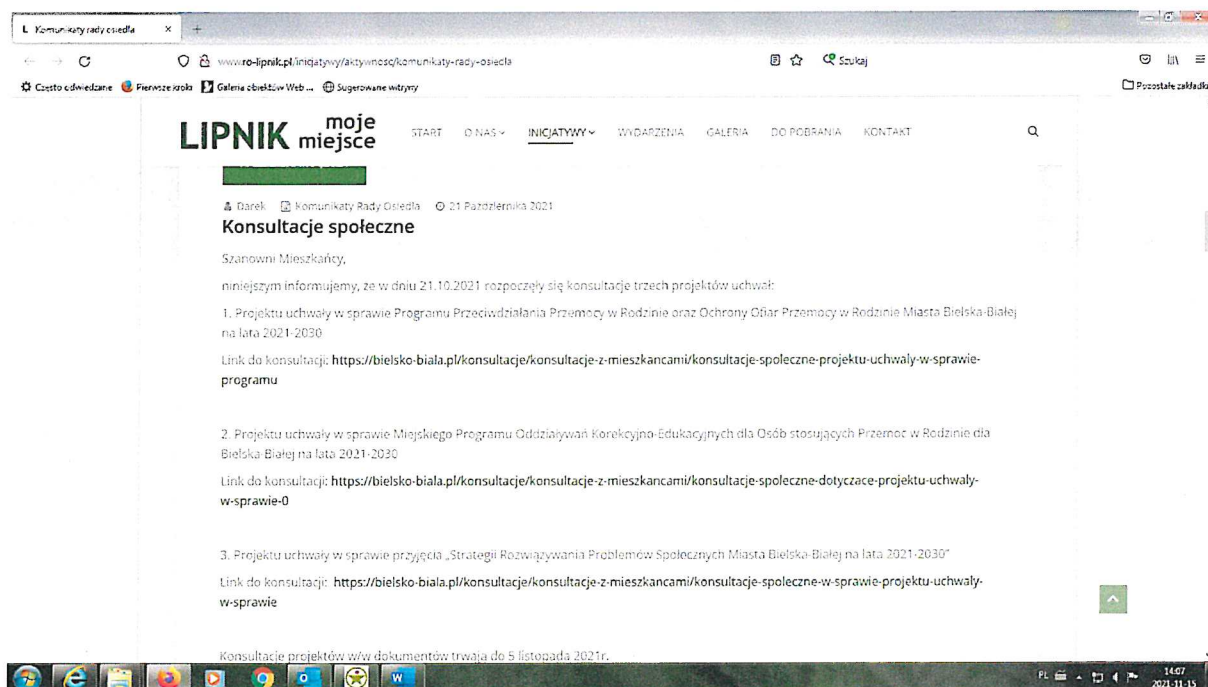 Komunikaty rady osiedla
www.ro-lipnik.pl/inicjatywy/aktywnosc/komunikaty-rady-osiedla
Szukaj
Często odwiedzane Pierwsze kroki Galeria obiektów Web ... Sugerowane witryny
Pozostałe zakładki
LIPNIK moje miejsce
START O NAS INICJATYWY WYDARZENIA GALERIA DO POBRANIA KONTAKT
Darek Komunikaty Rady Osiedla 21 Października 2021
Konsultacje społeczne
Szanowni Mieszkańcy,
niniejszym informujemy, że w dniu 21.10.2021 rozpoczęły się konsultacje trzech projektów uchwał:
1. Projektu uchwały w sprawie Programu Przeciwdziałania Przemocy w Rodzinie oraz Ochrony Ofiar Przemocy w Rodzinie Miasta Bielska-Białej
na lata 2021-2030
Link do konsultacji: https://bielsko-biala.pl/konsultacje/konsultacje-z-mieszkancami/konsultacje-spoleczne-projektu-uchwaly-w-sprawie-
programu
2. Projektu uchwały w sprawie Miejskiego Programu Oddziaływań Korekcyjno-Edukacyjnych dla Osób stosujących Przemoc w Rodzinie dla
Bielska-Białej na lata 2021-2030
Link do konsultacji: https://bielsko-biala.pl/konsultacje/konsultacje-z-mieszkancami/konsultacje-spoleczne-dotyczace-projektu-uchwaly-
w-sprawie-0
3. Projektu uchwały w sprawie przyjęcia „Strategii Rozwiązywania Problemów Społecznych Miasta Bielska-Białej na lata 2021-2030"
Link do konsultacji: https://bielsko-biala.pl/konsultacje/konsultacje-z-mieszkancami/konsultacje-spoleczne-w-sprawie-projektu-uchwaly-
w-sprawie
Konsultacje projektów w/w dokumentów trwają do 5 listopada 2021r.
PL 14:07
2021-11-15